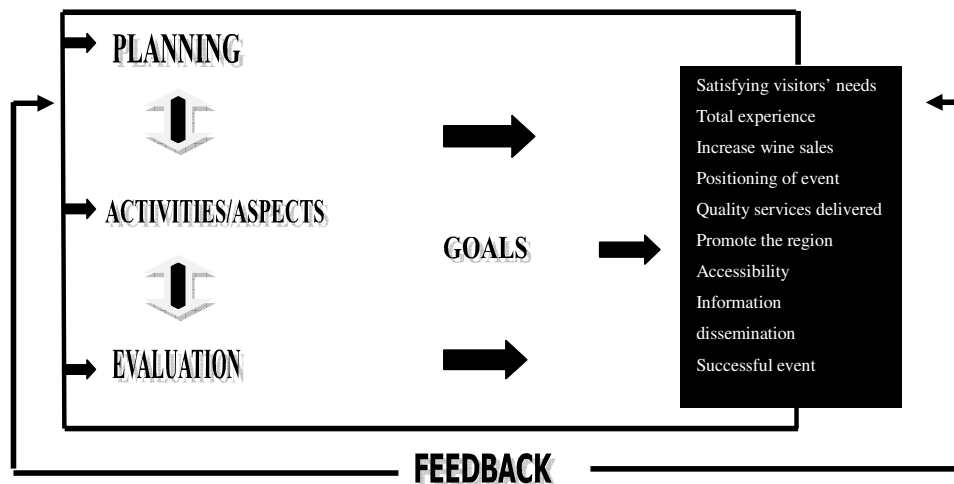 PLANNING
ACTIVITIES/ASPECTS
EVALUATION
GOALS
Satisfying visitors’ needs
Total experience
Increase wine sales
Positioning of event
Quality services delivered
Promote the region
Accessibility
Information
dissemination
Successful event
FEEDBACK